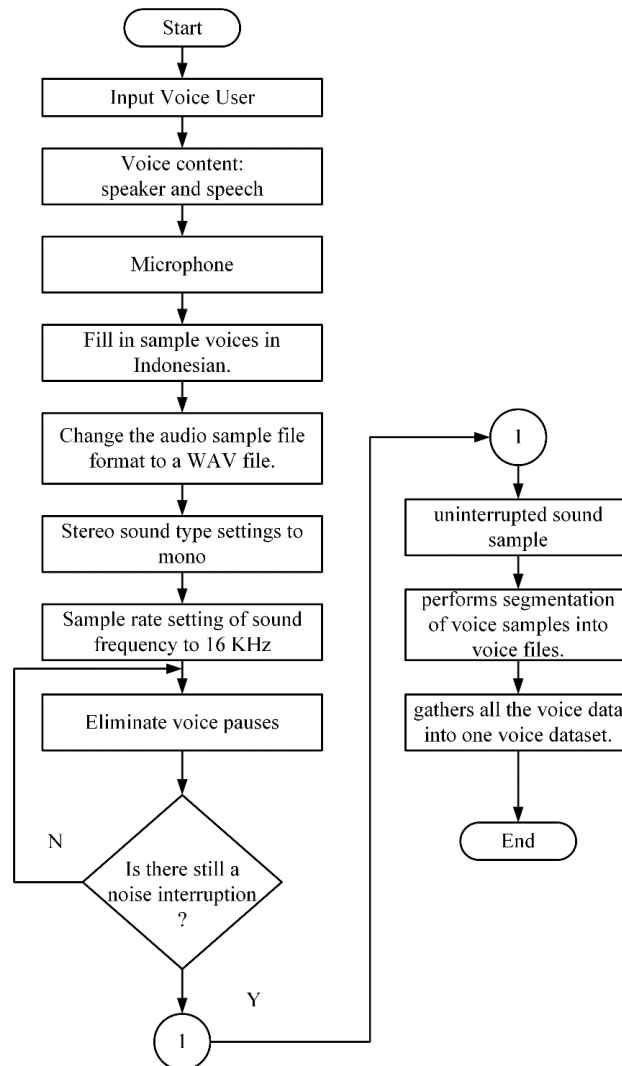 Start
Input Voice User
Voice content:
speaker and speech
Microphone
Fill in sample voices in
Indonesian.
Change the audio sample file
format to a WAV file.
Stereo sound type settings to
mono
Sample rate setting of sound
frequency to 16 KHz
Eliminate voice pauses
N
Is there still a
noise interruption
?
Y
1
1
uninterrupted sound
sample
performs segmentation
of voice samples into
voice files.
gathers all the voice data
into one voice dataset.
End